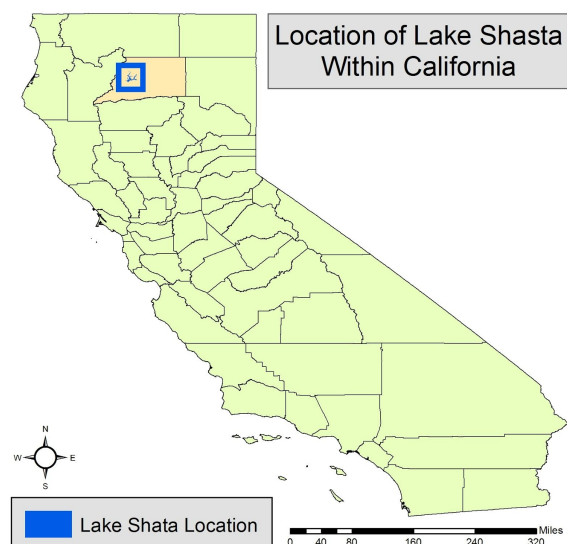 Location of Lake Shasta
Within California
N
W E
S
Lake Shata Location
Miles
0 40 80 160 240 320